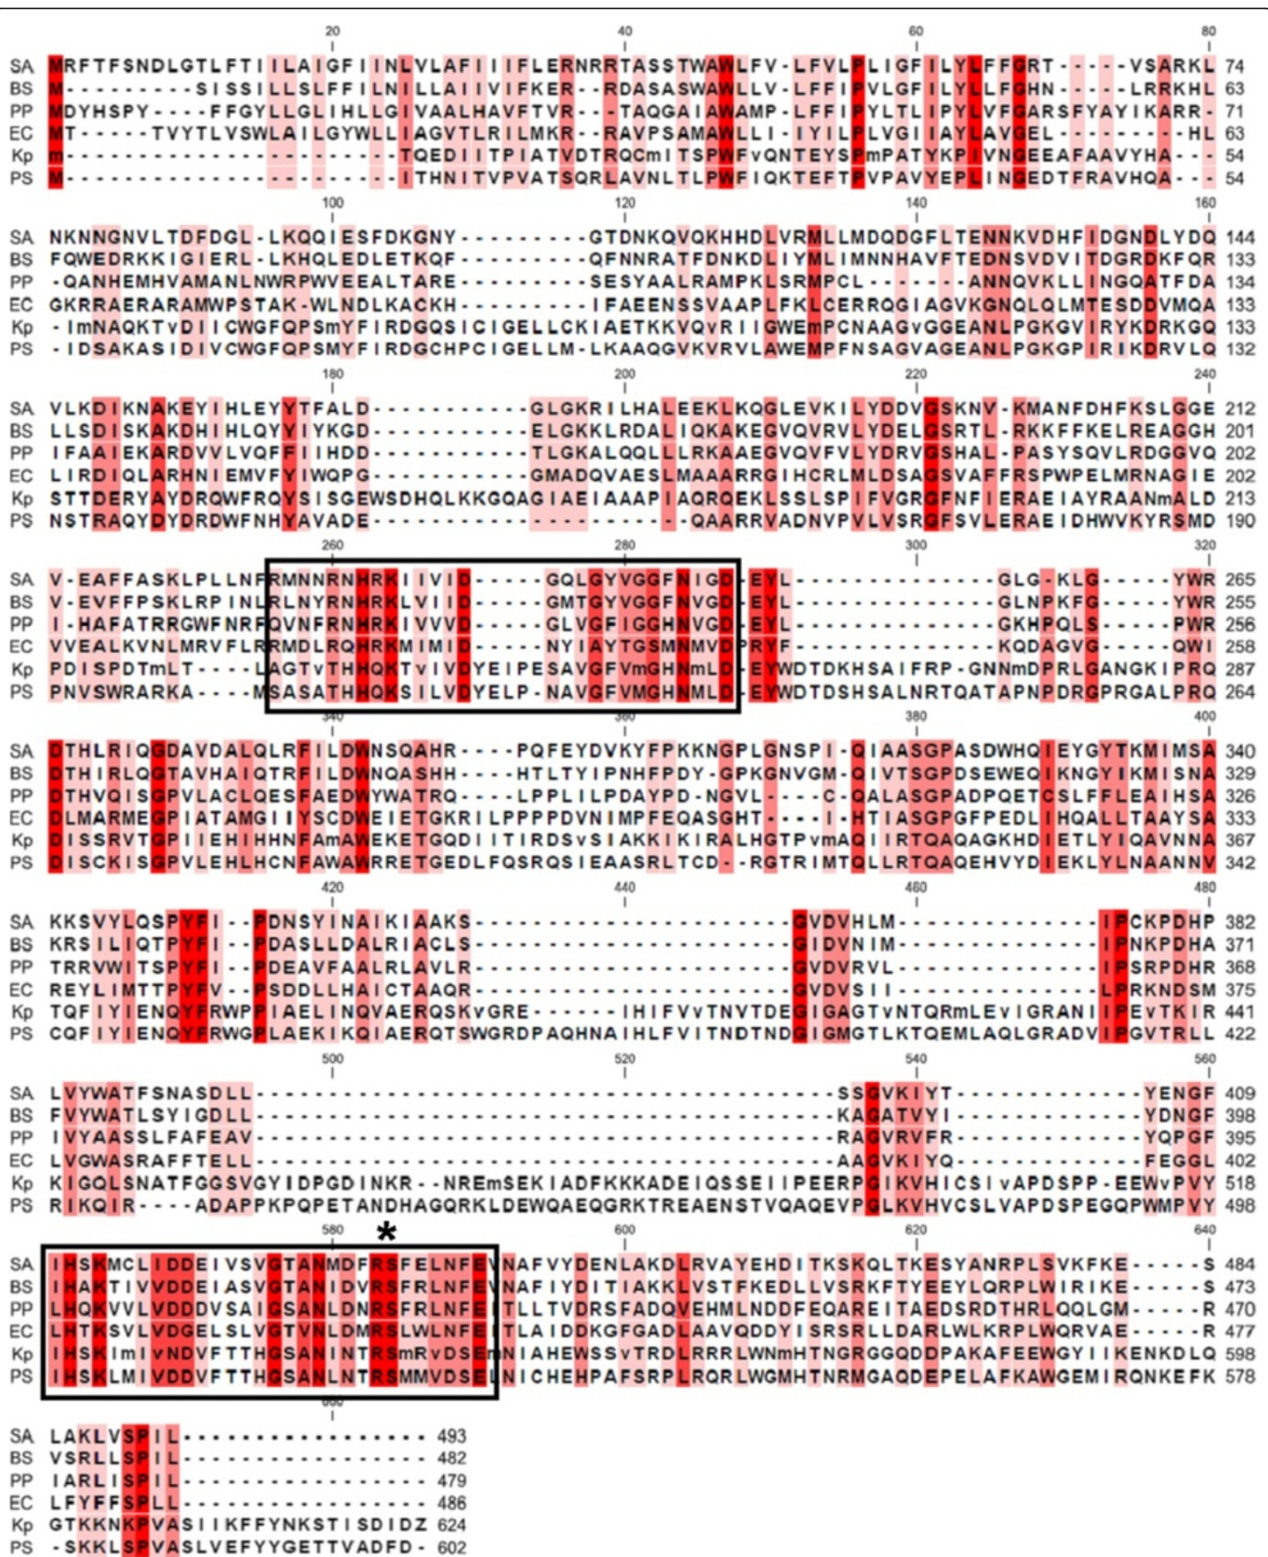 20 40 60 80
SA MRFTFSNDLGTLFTIILAIGFIINLVLAFIIIFLERNRRTASSTWAWLFV-LFVLPLIGFILYLFFGRT-----VSARKL 74
BS M---------SISSILLSLFFILNILLAIIVIFKER--RDASASWAWLLV-LFFIPVLGFILYLLFGHN------LRRKHL 63
PP MDYHSPY----FFGYLLGLIHLLGIVAALHAVFTVR---TAQGAIAWAMP-LFFIPYLTLIPYLVFGARSFYAYIKARR- 71
EC MT-----TVYTLVSWLAILGYWLLIAGVTLRILMKR--RAVPSAMAWLLI-IYILPLVGIIAYLAVGEL---------HL 63
Kp m-----------------------TQEDIITPIATVDTRQCmITSPWFvQNTEYSPmPATYKPIVNGEEAFAAVYHA--- 54
PS M-----------------------ITHNITVPVATSQRLAVNLTLPWFIQKTEFTPVPAVYEPLINGEDTFRAVHQA--- 54
100 120 140 160
SA NKNNGNVLTDFDGL-LKQQIESFDKGNY---------GTDNKQVQKHHDLVRMLLMDQDGFLTENNKVDHFIDGNDLYDQ 144
BS FQWEDRKKIGIERL-LKHQLEDLETKQF---------QFNNRATFDNKDLIYMLIMNNHAVFTEDNSVDVITDGRDKFQR 133
PP -QANHEMHVAMANLNWRPWVEEALTARE---------SESYAALRAMPKLSRMPCL-------ANNQVKLLINGQATFDA 134
EC GKRRAERARAMWPSTAK-WLNDLKACKH---------IFAEENSSVAAPLFKLCERRQGIAGVKGNQLQLMTESDDVMQA 133
Kp -ImNAQKTvDIICWGFQPSmYFIRDGQSICIGELLCKIAETKKVQvRIIGWEmPCNAAGvGGEANLPGKGVIRYKDRKGQ 133
PS -IDSAKASIDIVCWGFQPSMYFIRDGCHPCIGELLM-LKAAQGVKVRVLAWEMPFNSAGVAGEANLPGKGPIRIKDRVLQ 132
180 200 220 240
SA VLKDIKNAKEYIHLEYYTFALD-----------GLGKRILHALEEKLKQGLEVKILYDDVGSKNV-KMANFDHFKSLGGE 212
BS LLSDISKAKDHIHLQYYIYKGD-----------ELGKKLRDALIQKAKEGVQVRVLYDELGSRTL-RKKFFKELREAGGH 201
PP IFAAIEKARDVVLVQFFIIHDD-----------TLGKALQQLLLRKAAEGVQVFVLYDRVGSHAL-PASYSQVLRDGGVQ 202
EC LIRDIQLARHNIEMVFYIWQPG-----------GMADQVAESLMAAARRGIHCRLMLDSAGSVAFFRSPWPELMRNAGIE 202
Kp STTDERYAYDRQWFRQYSISGEWSDHQLKKGQAGIAEIAAAPIAQRQEKLSSLSPIFVGRGFNFIERAEIAYRAANmALD 213
PS NSTRAQYDYDRDWFNHYAVADE----------------------QAARRVADNVPVLVSRGFSVLERAEIDHWVKYRSMD 190
260 280 300 320
SA V-EAFFASKLPLLNFRMNNRNHRKIIVID-----GQLGYVGGFNIGD-EYL--------------GLG-KLG-----YWR 265
BS V-EVFFPSKLRPINLRLNYRNHRKLVIID-----GMTGYVGGFNVGD-EYL--------------GLNPKFG-----YWR 255
PP I-HAFATRRGWFNRFQVNFRNHRKIVVVD-----GLVGFIGGHNVGD-EYL--------------GKHPQLS-----PWR 256
EC VVEALKVNLMRVFLRRMDLRQHRKMIMID-----NYIAYTGSMNMVDPRYF--------------KQDAGVG-----QWI 258
Kp PDISPDTmLT----LAGTvTHHQKTvIVDYEIPESAVGFVmGHNmLD-EYWDTDKHSAIFRP-GNNmDPRLGANGKIPRQ 287
PS PNVSWRARKA----MSASATHHQKSILVDYELP-NAVGFVMGHNMLD-EYWDTDSHSALNRTQATAPNPDRGPRGALPRQ 264
340 360 380 400
SA DTHLRIQGDAVDALQLRFILDWNSQAHR----PQFEYDVKYFPKKNGPLGNSPI-QIAASGPASDWHQIEYGYTKMIMSA 340
BS DTHIRLQGTAVHAIQTRFILDWNQASHH----HTLTYIPNHFPDY-GPKGNVGM-QIVTSGPDSEWEQIKNGYIKMISNA 329
PP DTHVQISGPVLACLQESFAEDWYWATRQ----LPPLILPDAYPD-NGVL----C-QALASGPADPQETCSLFFLEAIHSA 326
EC DLMARMEGPIATAMGIIYSCDWEIETGKRILPPPPDVNIMPFEQASGHT----I-HTIASGPGFPEDLIHQALLTAAYSA 333
Kp DISSRVTGPIIEHIHHNFAmAWEKETGQDIITIRDSvSIAKKIKIRALHGTPvmAQIIRTQAQAGKHDIETLYIQAVNNA 367
PS DISCKISGPVLEHLHCNFAWAWRRETGEDLFQSRQSIEAASRLTCD--RGTRIMTQLLRTQAQEHVYDIEKLYLNAANNV 342
420 440 460 480
SA KKSVYLQSPYFI--PDNSYINAIKIAAKS----------------------GVDVHLM--------------IPCKPDHP 382
BS KRSILIQTPYFI--PDASLLDALRIACLS----------------------GIDVNIM--------------IPNKPDHA 371
PP TRRVWITSPYFI--PDEAVFAALRLAVLR----------------------GVDVRVL--------------IPSRPDHR 368
EC REYLIMTTPYFV--PSDDLLHAICTAAQR----------------------GVDVSII--------------LPRKNDSM 375
Kp TQFIYIENQYFRWPPIAELINQVAERQSKvGRE------IHIFVvTNVTDEGIGAGTvNTQRmLEvIGRANIIPEvTKIR 441
PS CQFIYIENQYFRWGPLAEKIKQIAERQTSWGRDPAQHNAIHLFVITNDTNDGIGMGTLKTQEMLAQLGRADVIPGVTRLL 422
500 520 540 560
SA LVYWATFSNASDLL----------------------------------------SSGVKIYT-------------YENGF 409
BS FVYWATLSYIGDLL----------------------------------------KAGATVYI-------------YDNGF 398
PP IVYAASSLFAFEAV----------------------------------------RAGVRVFR-------------YQPGF 395
EC LVGWASRAFFTELL----------------------------------------AAGVKIYQ-------------FEGGL 402
Kp KIGQLSNATFGGSVGYIDPGDINKR--NREmSEKIADFKKKADEIQSSEIIPEERPGIKVHICSIvAPDSPP-EEWvPVY 518
PS RIKQIR----ADAPPKPQPETANDHAGQRKLDEWQAEQGRKTREAENSTVQAQEVPGLKVHVCSLVAPDSPEGQPWMPVY 498
580 * 600 620 640
SA IHSKMCLIDDEIVSVGTANMDFRSFELNFEVNAFVYDENLAKDLRVAYEHDITKSKQLTKESYANRPLSVKFKE-----S 484
BS IHAKTIVVDDEIASVGTANIDVRSFRLNFEVNAFIYDITIAKKLVSTFKEDLLVSRKFTYEEYLQRPLWIRIKE-----S 473
PP LHQKVVLVDDDVSAIGSANLDNRSFRLNFEITLLTVDRSFADQVEHMLNDDFEQAREITAEDSRDTHRLQQLGM-----R 470
EC LHTKSVLVDGELSLVGTVNLDMRSLWLNFEITLAIDDKGFGADLAAVQDDYISRSRLLDARLWLKRPLWQRVAE-----R 477
Kp IHSKImIvNDVFTTHGSANINTRSmRvDSEmNIAHEWSSvTRDLRRRLWNmHTNGRGGQDDPAKAFEEWGYIIKENKDLQ 598
PS IHSKLMIVDDVFTTHGSANLNTRSMMVDSELNICHEHPAFSRPLRQRLWGMHTNRMGAQDEPELAFKAWGEMIRQNKEFK 578
SA LAKLVSPIL----------------- 493
BS VSRLLSPIL----------------- 482
PP IARLISPIL----------------- 479
EC LFYFFSPLL----------------- 486
Kp GTKKNKPVASIIKFFYNKSTISDIDZ 624
PS -SKKLSPVASLVEFYYGETTVADFD- 602